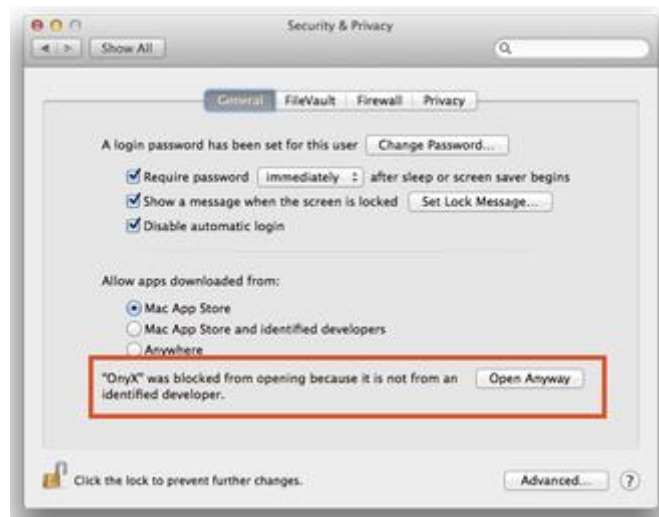 Security & Privacy
Show All
General FileVault Firewall Privacy
A login password has been set for this user Change Password...
Require password immediately after sleep or screen saver begins
Show a message when the screen is locked Set Lock Message...
Disable automatic login
Allow apps downloaded from:
Mac App Store
Mac App Store and identified developers
Anywhere
"OnyX" was blocked from opening because it is not from an Open Anyway
identified developer.
Click the lock to prevent further changes. Advanced... ?